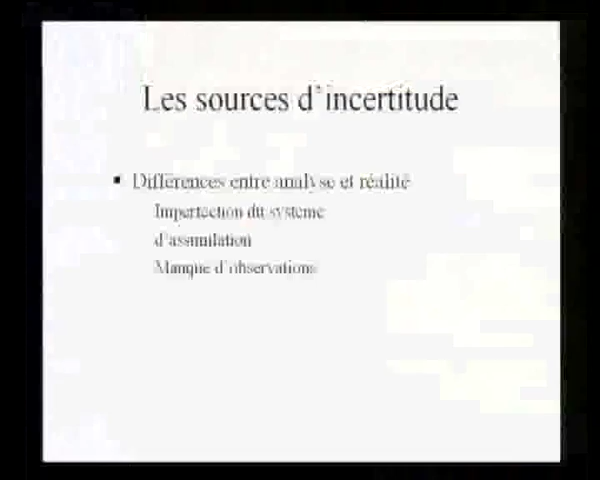 Les sources d'incertitude
▪ Différences entre analyse et réalité
Imperfection du système
d'assimilation
Manque d'observations